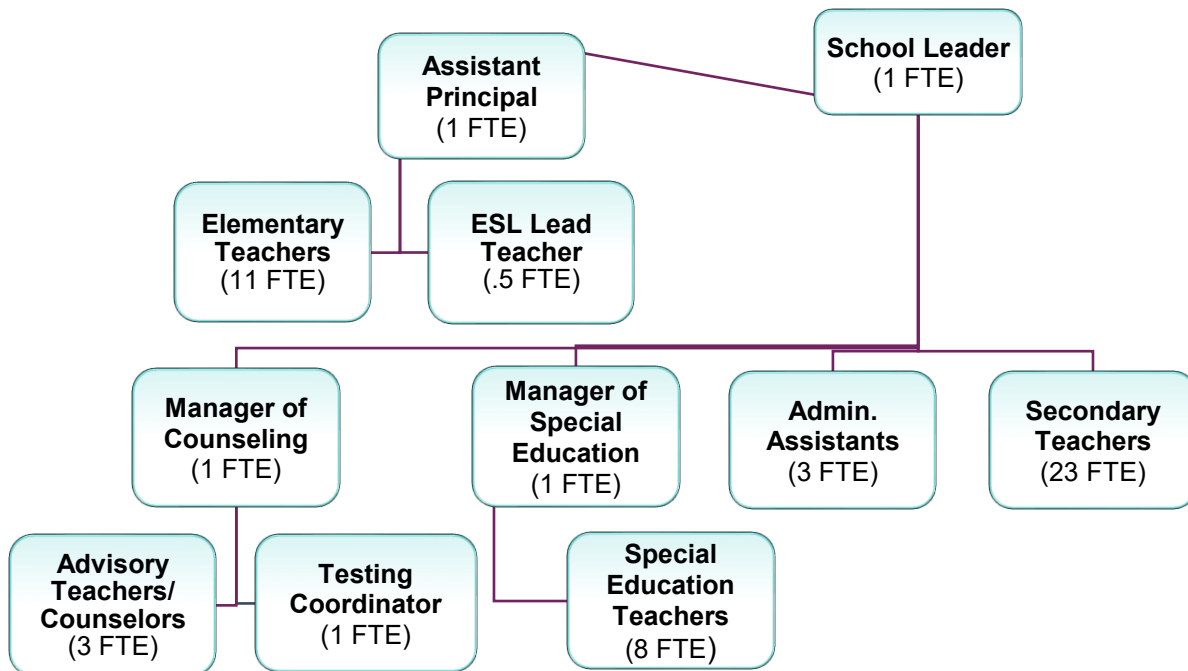 School Leader
(1 FTE)
Assistant
Principal
(1 FTE)
Elementary
Teachers
(11 FTE)
ESL Lead
Teacher
(.5 FTE)
Manager of
Counseling
(1 FTE)
Manager of
Special
Education
(1 FTE)
Admin.
Assistants
(3 FTE)
Secondary
Teachers
(23 FTE)
Advisory
Teachers/
Counselors
(3 FTE)
Testing
Coordinator
(1 FTE)
Special
Education
Teachers
(8 FTE)